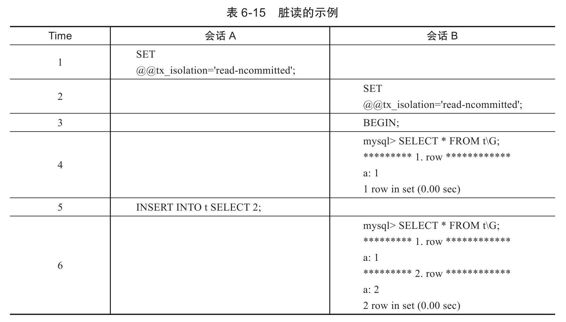 表 6-15 脏读的示例
Time 会话 A 会话 B
1 SET
@@tx_isolation='read-ncommitted';
2 SET
@@tx_isolation='read-ncommitted';
3 BEGIN;
4 mysql> SELECT * FROM t\G;
********* 1. row ************
a: 1
1 row in set (0.00 sec)
5 INSERT INTO t SELECT 2;
6 mysql> SELECT * FROM t\G;
********* 1. row ************
a: 1
********* 2. row ************
a: 2
2 row in set (0.00 sec)